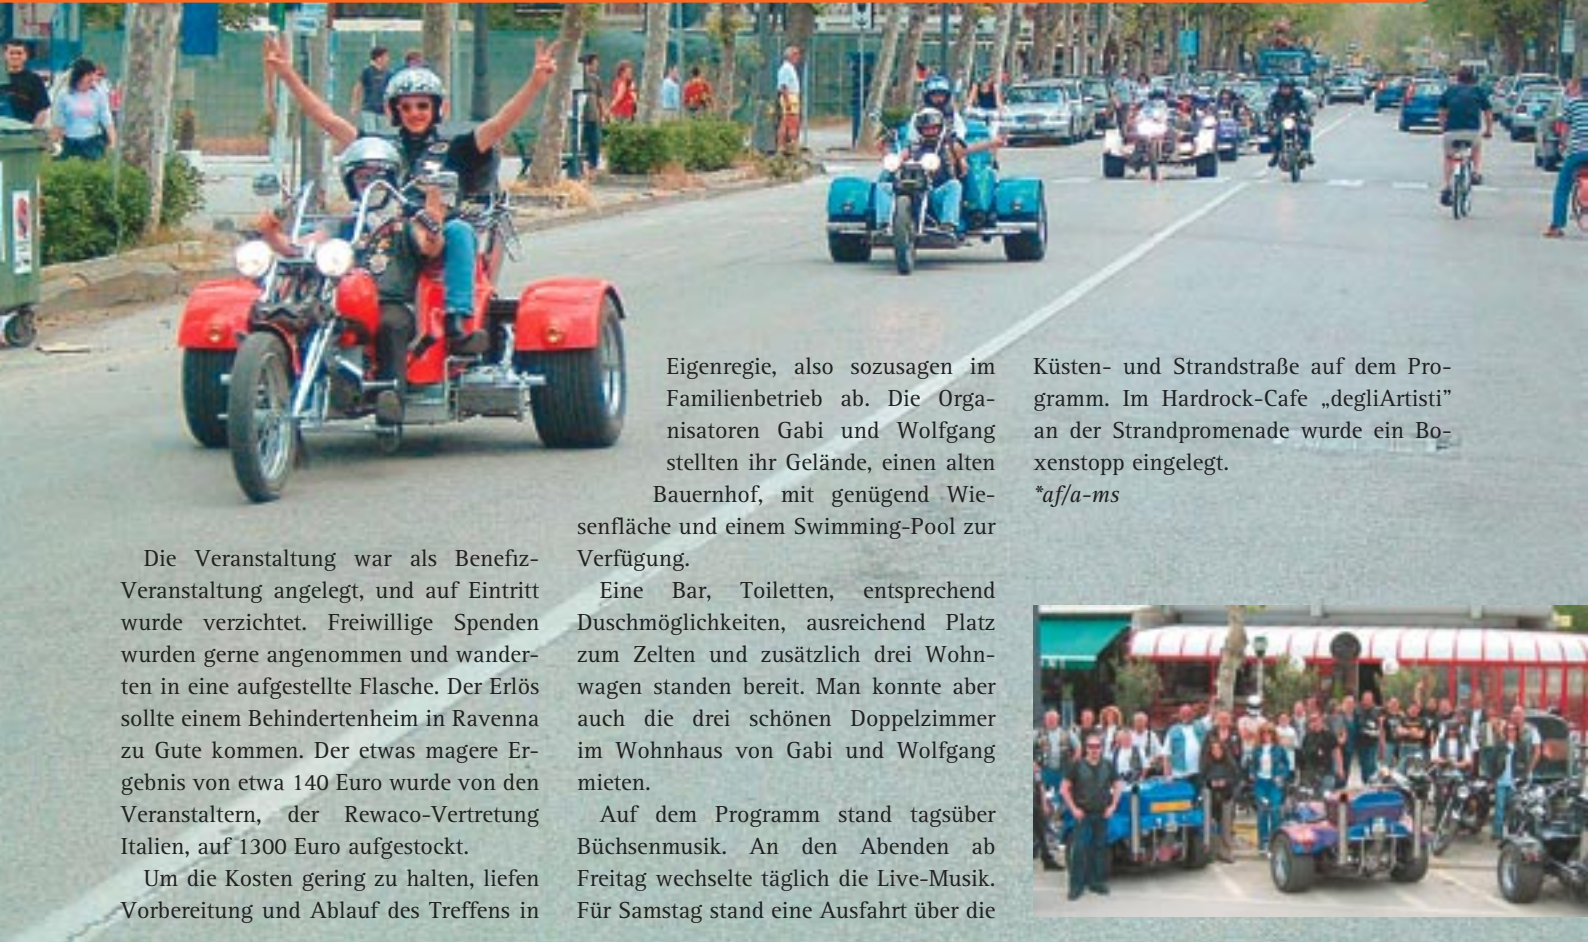 Die Veranstaltung war als Benefiz-
Veranstaltung angelegt, und auf Eintritt
wurde verzichtet. Freiwillige Spenden
wurden gerne angenommen und wander-
ten in eine aufgestellte Flasche. Der Erlös
sollte einem Behindertenheim in Ravenna
zu Gute kommen. Der etwas magere Er-
gebnis von etwa 140 Euro wurde von den
Veranstaltern, der Rewaco-Vertretung
Italien, auf 1300 Euro aufgestockt.
Um die Kosten gering zu halten, liefen
Vorbereitung und Ablauf des Treffens in
Eigenregie, also sozusagen im
Familienbetrieb ab. Die Orga-
nisatoren Gabi und Wolfgang
stellten ihr Gelände, einen alten
Bauernhof, mit genügend Wie-
senfläche und einem Swimming-Pool zur
Verfügung.
Eine Bar, Toiletten, entsprechend
Duschmöglichkeiten, ausreichend Platz
zum Zelten und zusätzlich drei Wohn-
wagen standen bereit. Man konnte aber
auch die drei schönen Doppelzimmer
im Wohnhaus von Gabi und Wolfgang
mieten.
Auf dem Programm stand tagsüber
Büchsenmusik. An den Abenden ab
Freitag wechselte täglich die Live-Musik.
Für Samstag stand eine Ausfahrt über die
Küsten- und Strandstraße auf dem Pro-
gramm. Im Hardrock-Cafe „degliArtisti”
an der Strandpromenade wurde ein Bo-
xenstopp eingelegt.
*af/a-ms